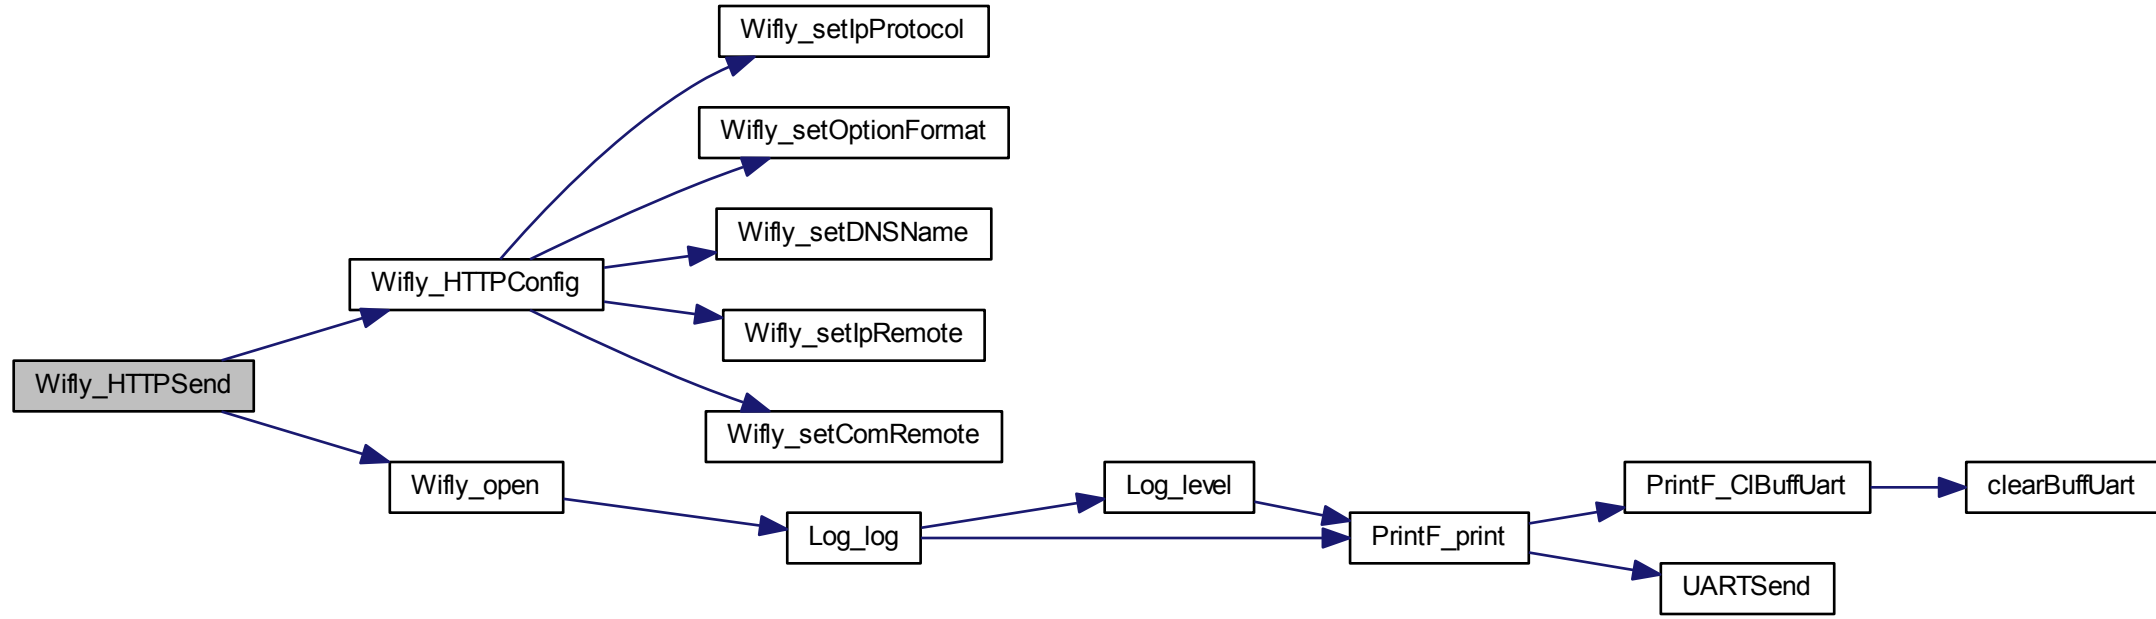 Wifly_setIpProtocol
Wifly_setOptionFormat
Wifly_setDNSName
Wifly_HTTPConfig
Wifly_setIpRemote
Wifly_HTTPSend
Wifly_setComRemote
Wifly_open
Log_level
PrintF_ClBuffUart
clearBuffUart
Log_log
PrintF_print
UARTSend